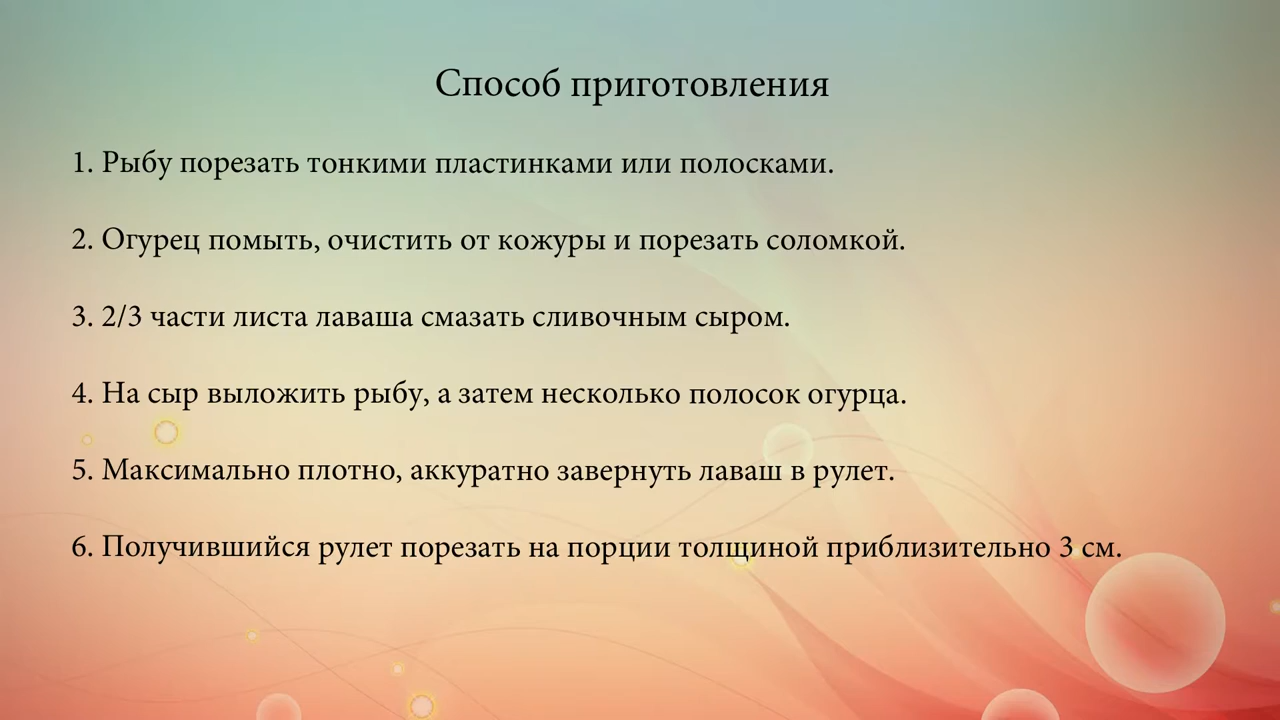 Способ приготовления
1. Рыбу порезать тонкими пластинками или полосками.
2. Огурец помыть, очистить от кожуры и порезать соломкой.
3. 2/3 части листа лаваша смазать сливочным сыром.
4. На сыр выложить рыбу, а затем несколько полосок огурца.
5. Максимально плотно, аккуратно завернуть лаваш в рулет.
6. Получившийся рулет порезать на порции толщиной приблизительно 3 см.